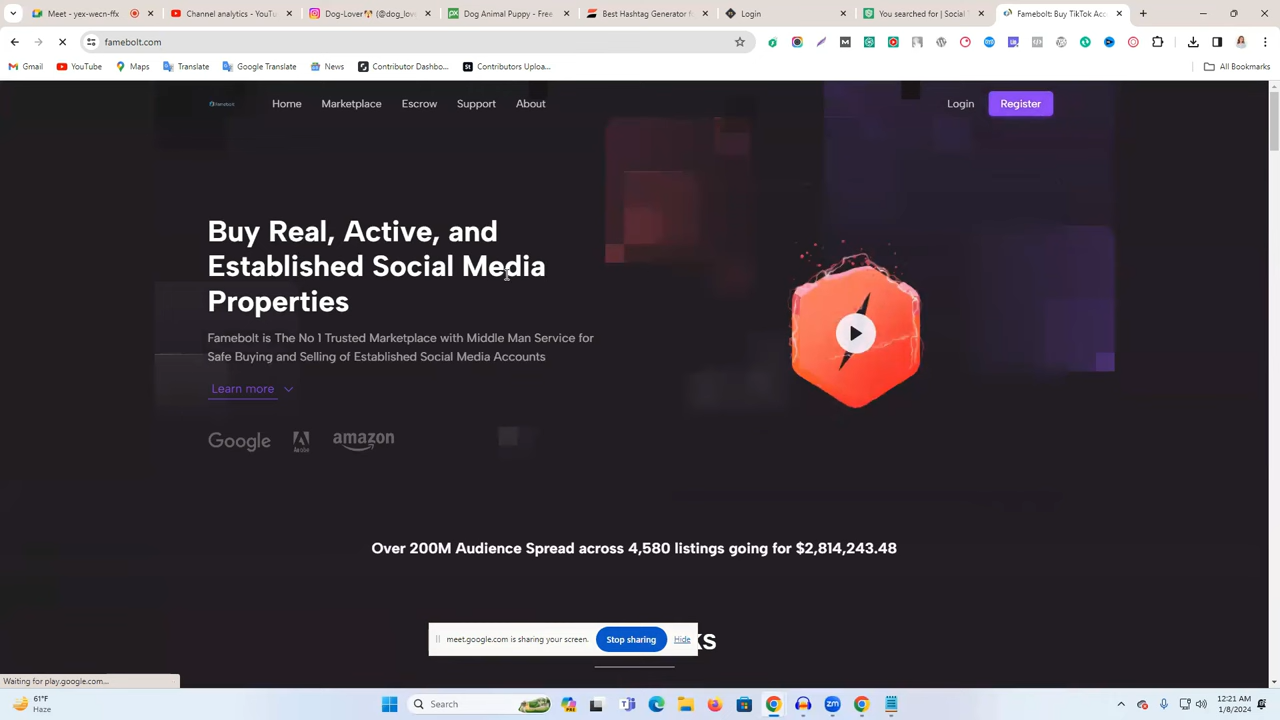 Meet - yex-wecn-ffx
Channel analytics - YouTu
Dog-Lover🐶(@dog_love
Dog Animal Puppy - Free
Best Hashtag Generator f
Login
You searched for | Social
Famebolt: Buy TikTok Acc
famebolt.com
Gmail
YouTube
Maps
Translate
Google Translate
News
Contributor Dashbo...
Contributors Uploa...
All Bookmarks
Famebolt
Home
Marketplace
Escrow
Support
About
Login
Register
Buy Real, Active, and
Established Social Media
Properties
Famebolt is The No 1 Trusted Marketplace with Middle Man Service for
Safe Buying and Selling of Established Social Media Accounts
Learn more
Google
Adobe
amazon
Over 200M Audience Spread across 4,580 listings going for $2,814,243.48
meet.google.com is sharing your screen.
Stop sharing
Hide
ks
Waiting for play.google.com...
61°F
Haze
Search
12:21 AM
1/8/2024